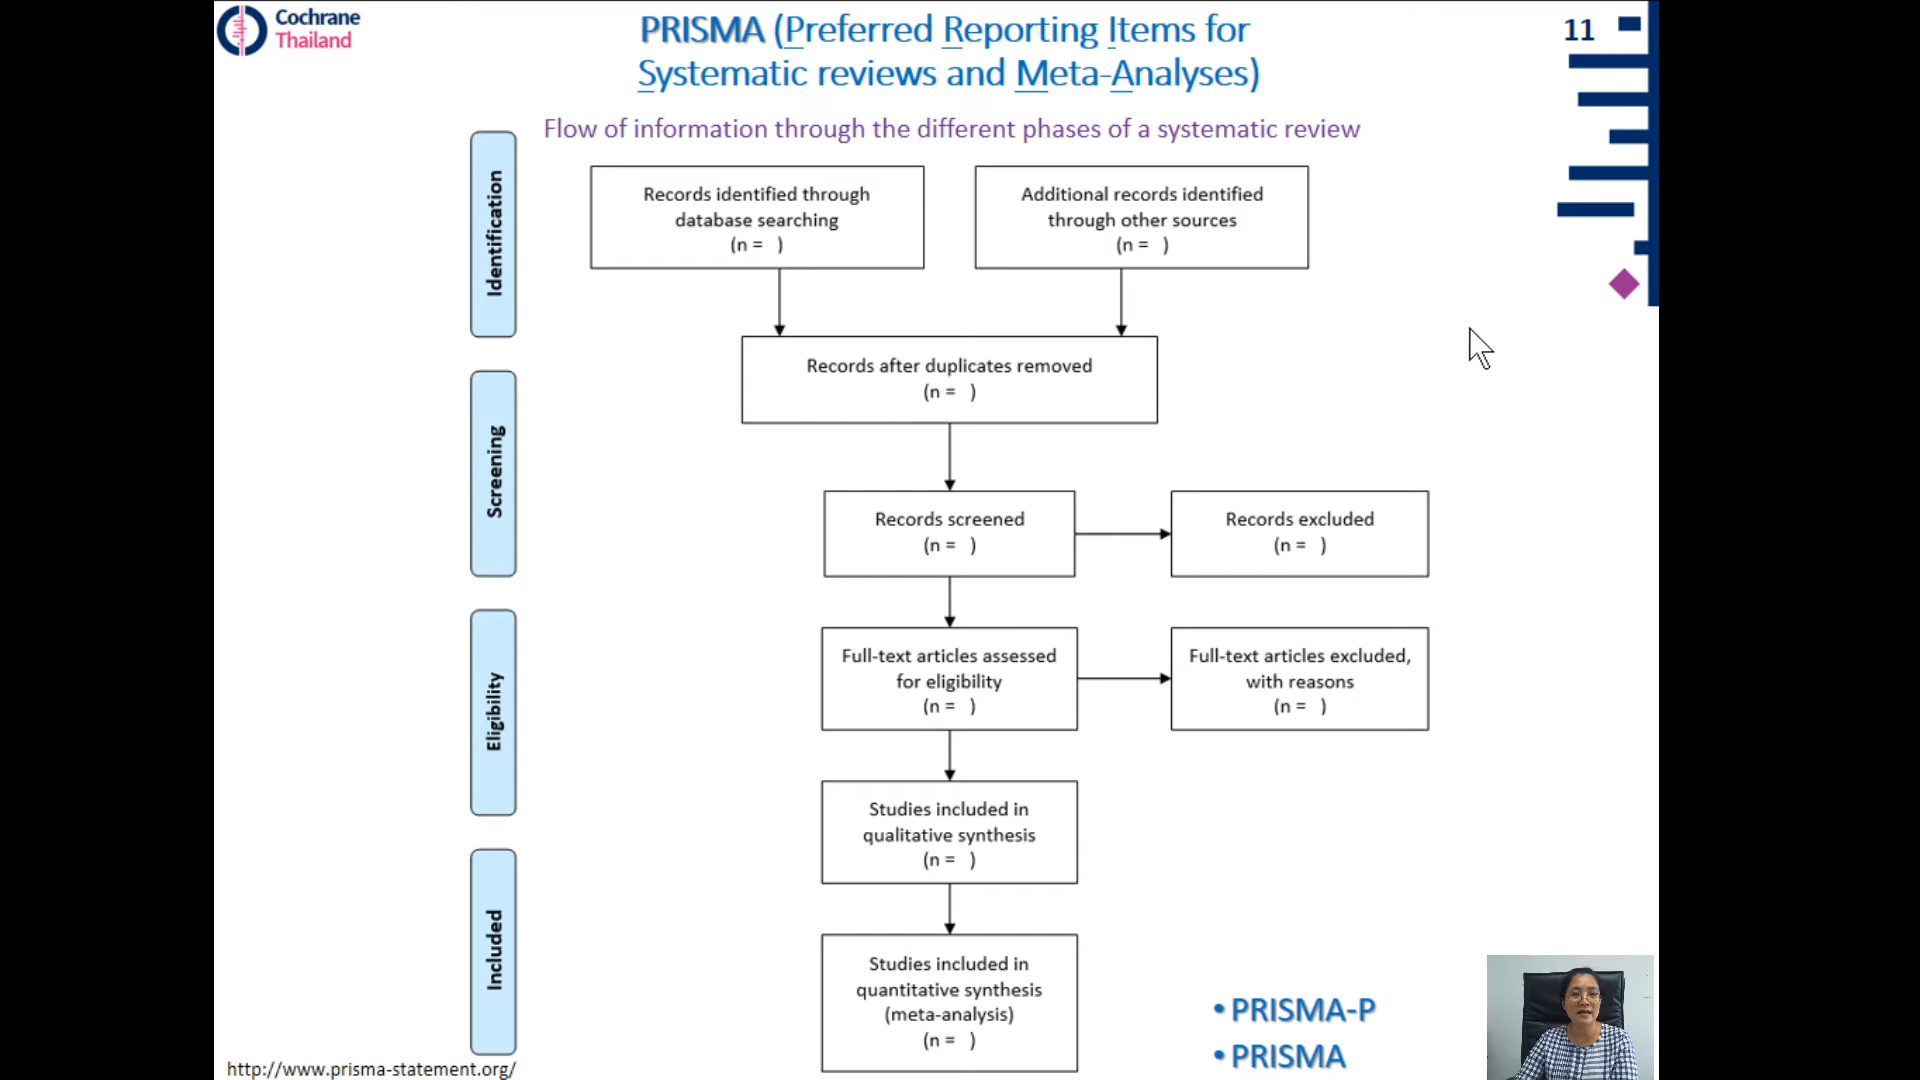 Cochrane
Thailand
PRISMA (Preferred Reporting Items for
Systematic reviews and Meta-Analyses)
11
Flow of information through the different phases of a systematic review
Identification
Records identified through
database searching
(n = )
Additional records identified
through other sources
(n = )
Records after duplicates removed
(n = )
Screening
Records screened
(n = )
Records excluded
(n = )
Eligibility
Full-text articles assessed
for eligibility
(n = )
Full-text articles excluded,
with reasons
(n = )
Studies included in
qualitative synthesis
(n = )
Included
Studies included in
quantitative synthesis
(meta-analysis)
(n = )
• PRISMA-P
• PRISMA
http://www.prisma-statement.org/